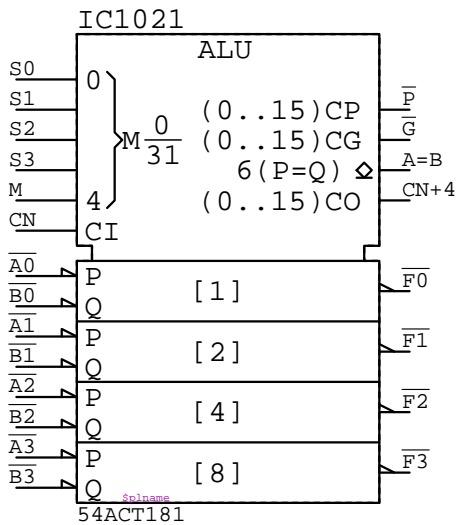 IC1021
ALU
S0
S1
S2
S3
M
CN
0
4
CI
M 0/31
(0..15)CP
(0..15)CG
6(P=Q)
(0..15)CO
P
G
A=B
CN+4
A0 P
B0 Q
[1]
F0
A1 P
B1 Q
[2]
F1
A2 P
B2 Q
[4]
F2
A3 P
B3 Q
[8]
F3
$plname
54ACT181